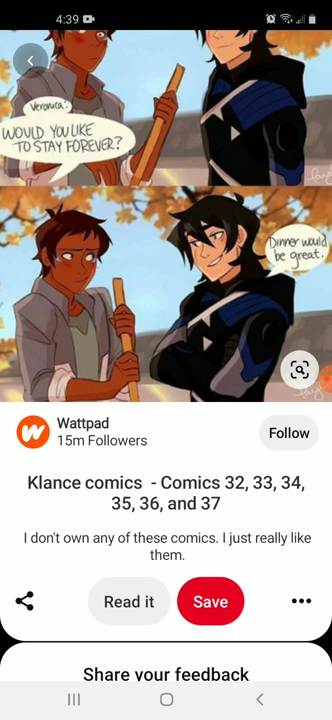 4:39
Veronica:
WOULD YOU LIKE
TO STAY FOREVER?
Dinner would
be great.
Wattpad
15m Followers
Follow
Klance comics - Comics 32, 33, 34,
35, 36, and 37
I don't own any of these comics. I just really like
them.
Read it
Save
Share your feedback